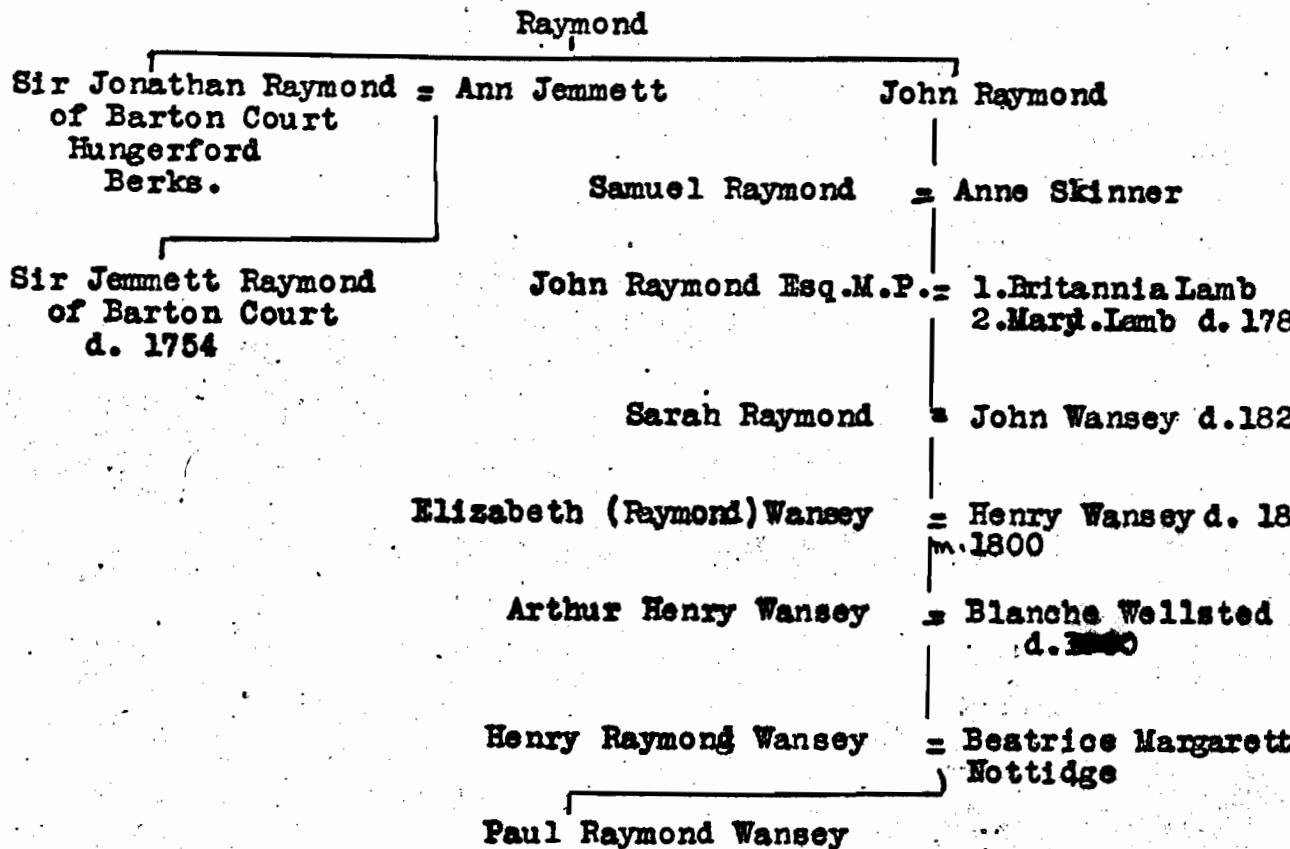 Raymond
Sir Jonathan Raymond = Ann Jemmett
of Barton Court
Hungerford
Berks.
John Raymond
Samuel Raymond = Anne Skinner
Sir Jemmett Raymond
of Barton Court
d. 1754
John Raymond Esq.M.P.= 1.Britannia Lamb
2.Mary.Lamb d. 178
Sarah Raymond = John Wansey d.182
Elizabeth (Raymond)Wansey = Henry Wansey d. 18
m.1800
Arthur Henry Wansey = Blanche Wellsted
d.
Henry Raymond Wansey = Beatrice Margarett
Nottidge
Paul Raymond Wansey